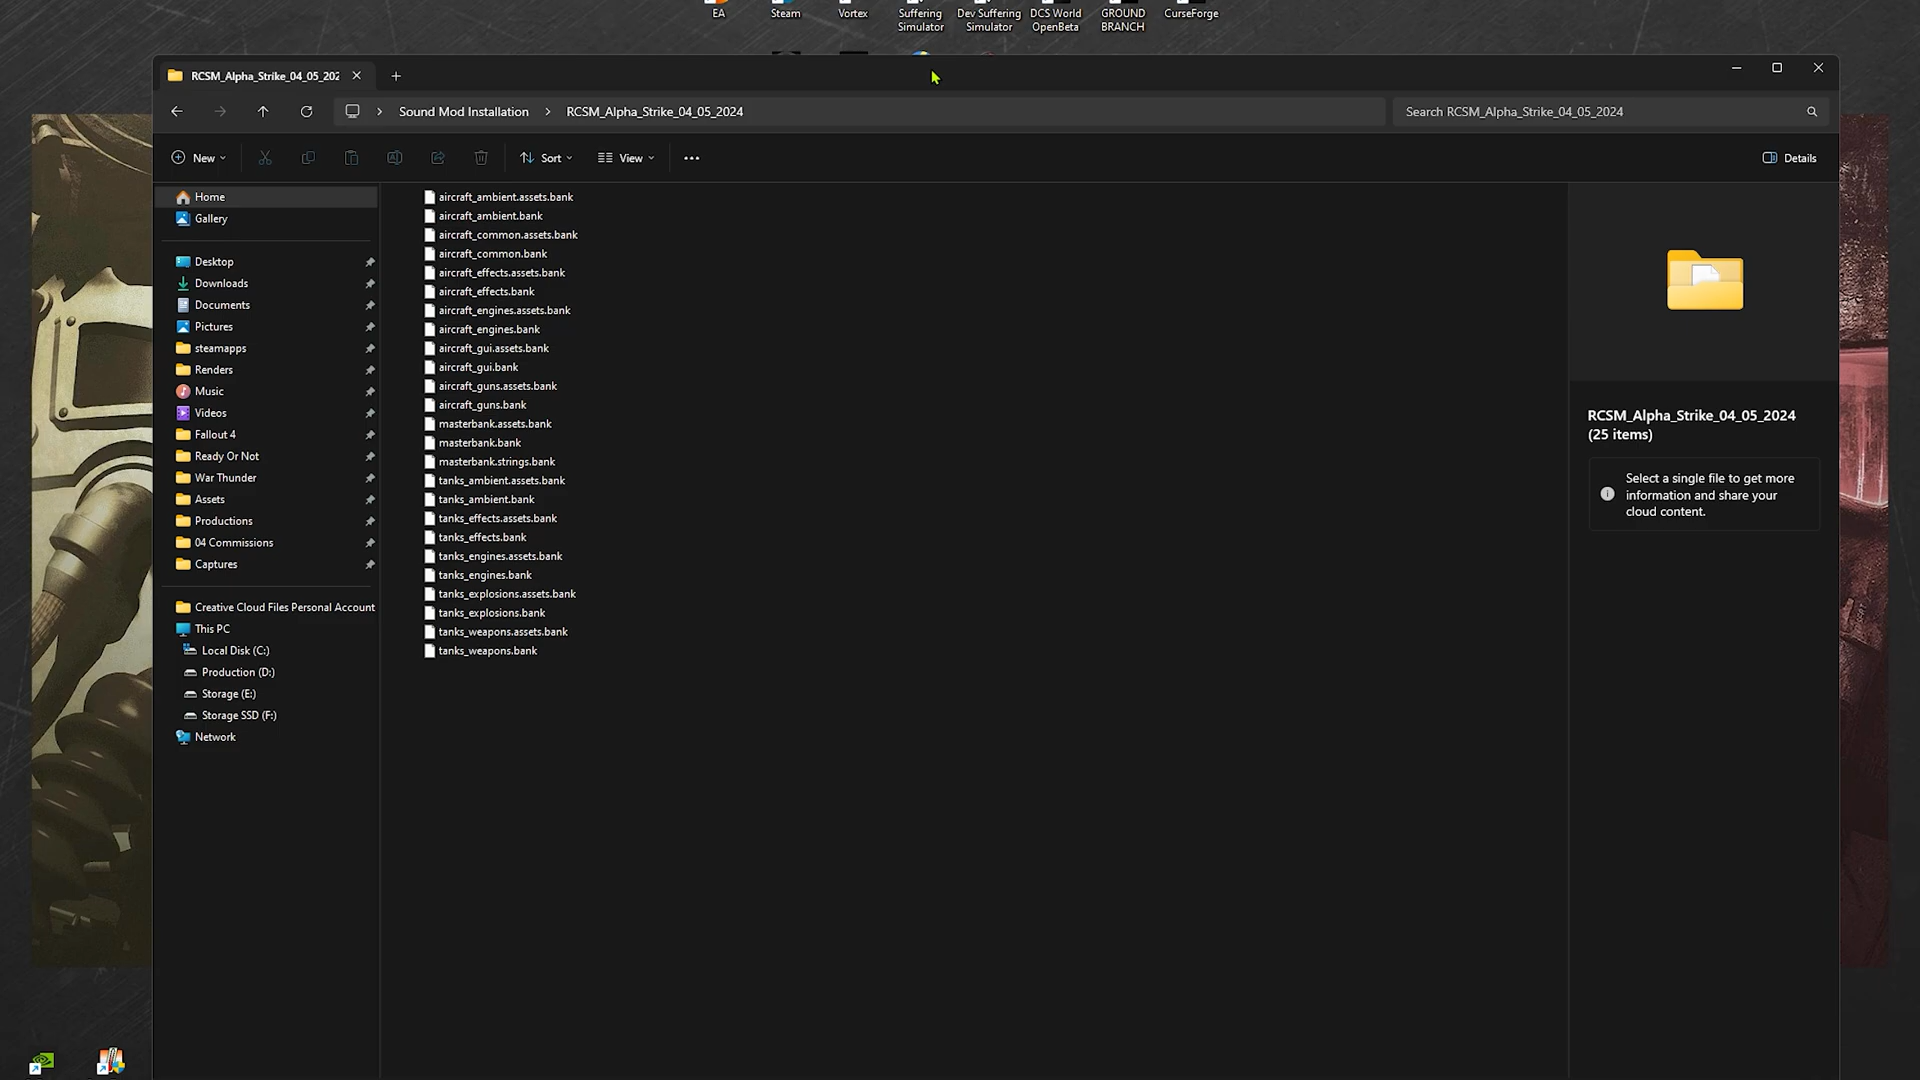 EA
Steam
Vortex
Suffering
Simulator
Dev Suffering
Simulator
DCS World
OpenBeta
GROUND
BRANCH
CurseForge
RCSM_Alpha_Strike_04_05_202
Sound Mod Installation
RCSM_Alpha_Strike_04_05_2024
Search RCSM_Alpha_Strike_04_05_2024
New
Sort
View
Details
Home
Gallery
Desktop
Downloads
Documents
Pictures
steamapps
Renders
Music
Videos
Fallout 4
Ready Or Not
War Thunder
Assets
Productions
04 Commissions
Captures
Creative Cloud Files Personal Account
This PC
Local Disk (C:)
Production (D:)
Storage (E:)
Storage SSD (F:)
Network
aircraft_ambient.assets.bank
aircraft_ambient.bank
aircraft_common.assets.bank
aircraft_common.bank
aircraft_effects.assets.bank
aircraft_effects.bank
aircraft_engines.assets.bank
aircraft_engines.bank
aircraft_gui.assets.bank
aircraft_gui.bank
aircraft_guns.assets.bank
aircraft_guns.bank
masterbank.assets.bank
masterbank.bank
masterbank.strings.bank
tanks_ambient.assets.bank
tanks_ambient.bank
tanks_effects.assets.bank
tanks_effects.bank
tanks_engines.assets.bank
tanks_engines.bank
tanks_explosions.assets.bank
tanks_explosions.bank
tanks_weapons.assets.bank
tanks_weapons.bank
RCSM_Alpha_Strike_04_05_2024
(25 items)
Select a single file to get more
information and share your
cloud content.